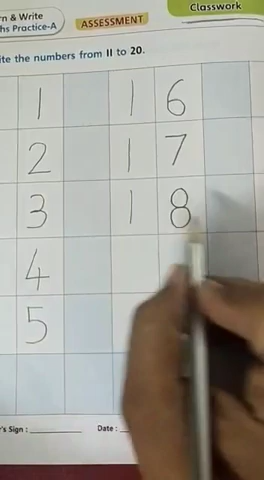 n & Write
hs Practice-A
ASSESSMENT
Classwork
ite the numbers from 11 to 20.
1 1 6
2 1 7
3 1 8
4
5
's Sign : Date :